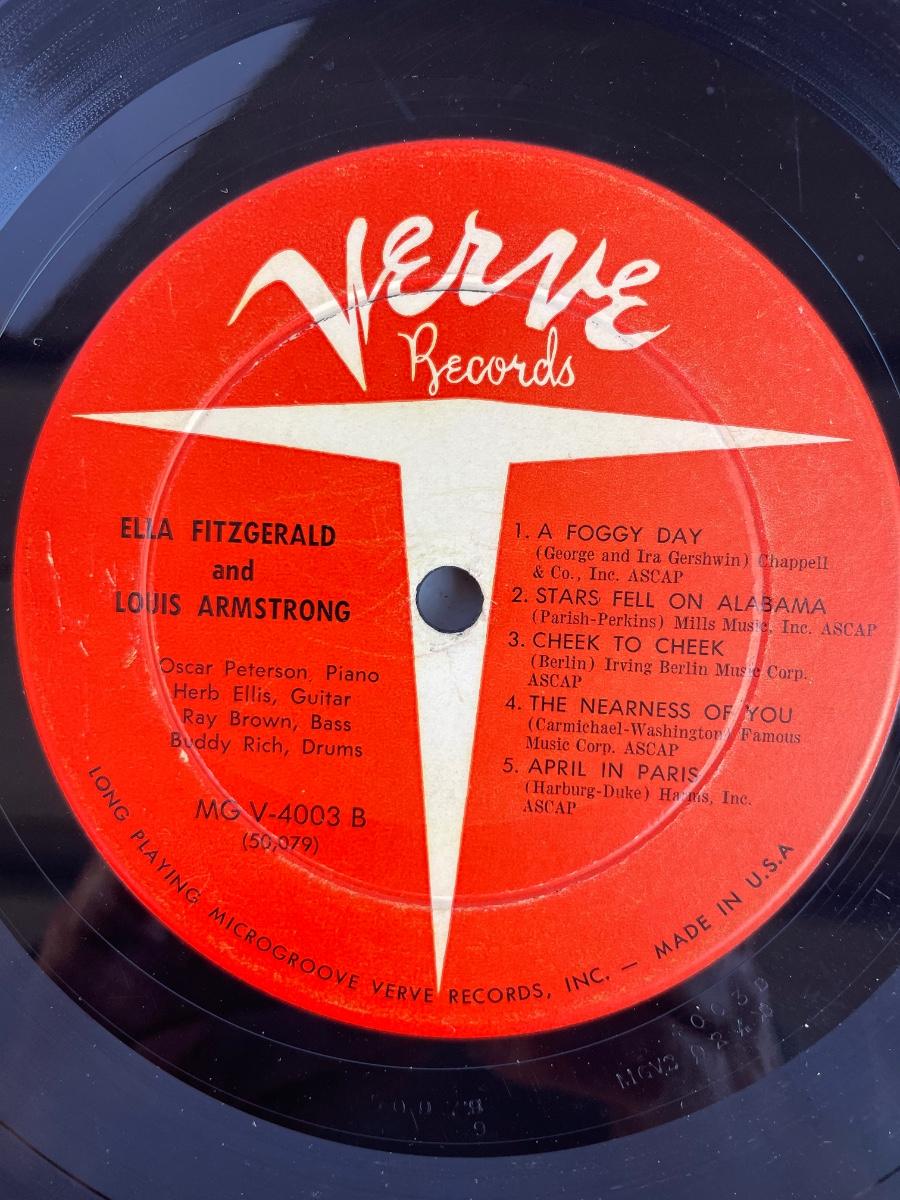 Verve
Records
ELLA FITZGERALD
and
LOUIS ARMSTRONG
Oscar Peterson, Piano
Herb Ellis, Guitar
Ray Brown, Bass
Buddy Rich, Drums
MG V-4003 B
(50,079)
1. A FOGGY DAY
(George and Ira Gershwin) Chappell
& Co., Inc. ASCAP
2. STARS FELL ON ALABAMA
(Parish-Perkins) Mills Music, Inc. ASCAP
3. CHEEK TO CHEEK
(Berlin) Irving Berlin Music Corp.
ASCAP
4. THE NEARNESS OF YOU
(Carmichael-Washington) Famous
Music Corp. ASCAP
5. APRIL IN PARIS
(Harburg-Duke) Harms, Inc.
ASCAP
LONG PLAYING MICROGROOVE VERVE RECORDS, INC. — MADE IN U.S.A